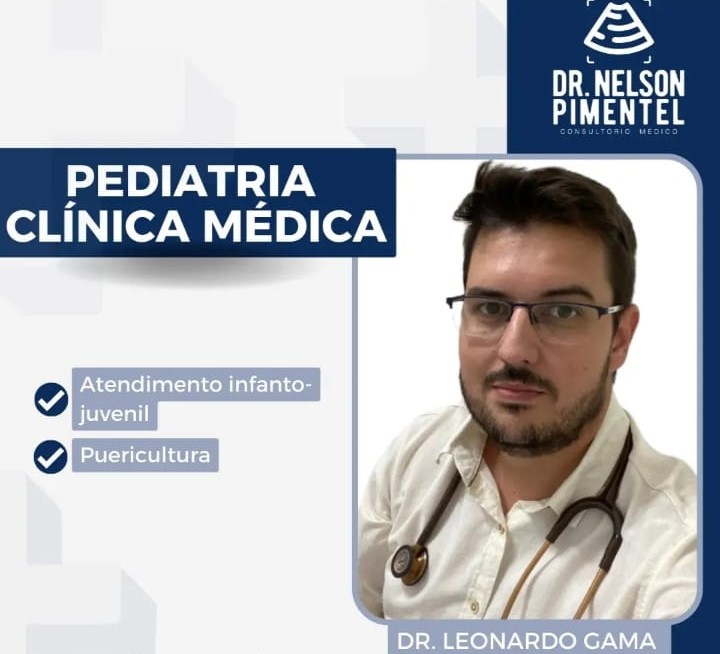 DR. NELSON
PIMENTEL
CONSULTÓRIO MÉDICO
PEDIATRIA
CLÍNICA MÉDICA
Atendimento infanto-
juvenil
Puericultura
DR. LEONARDO GAMA